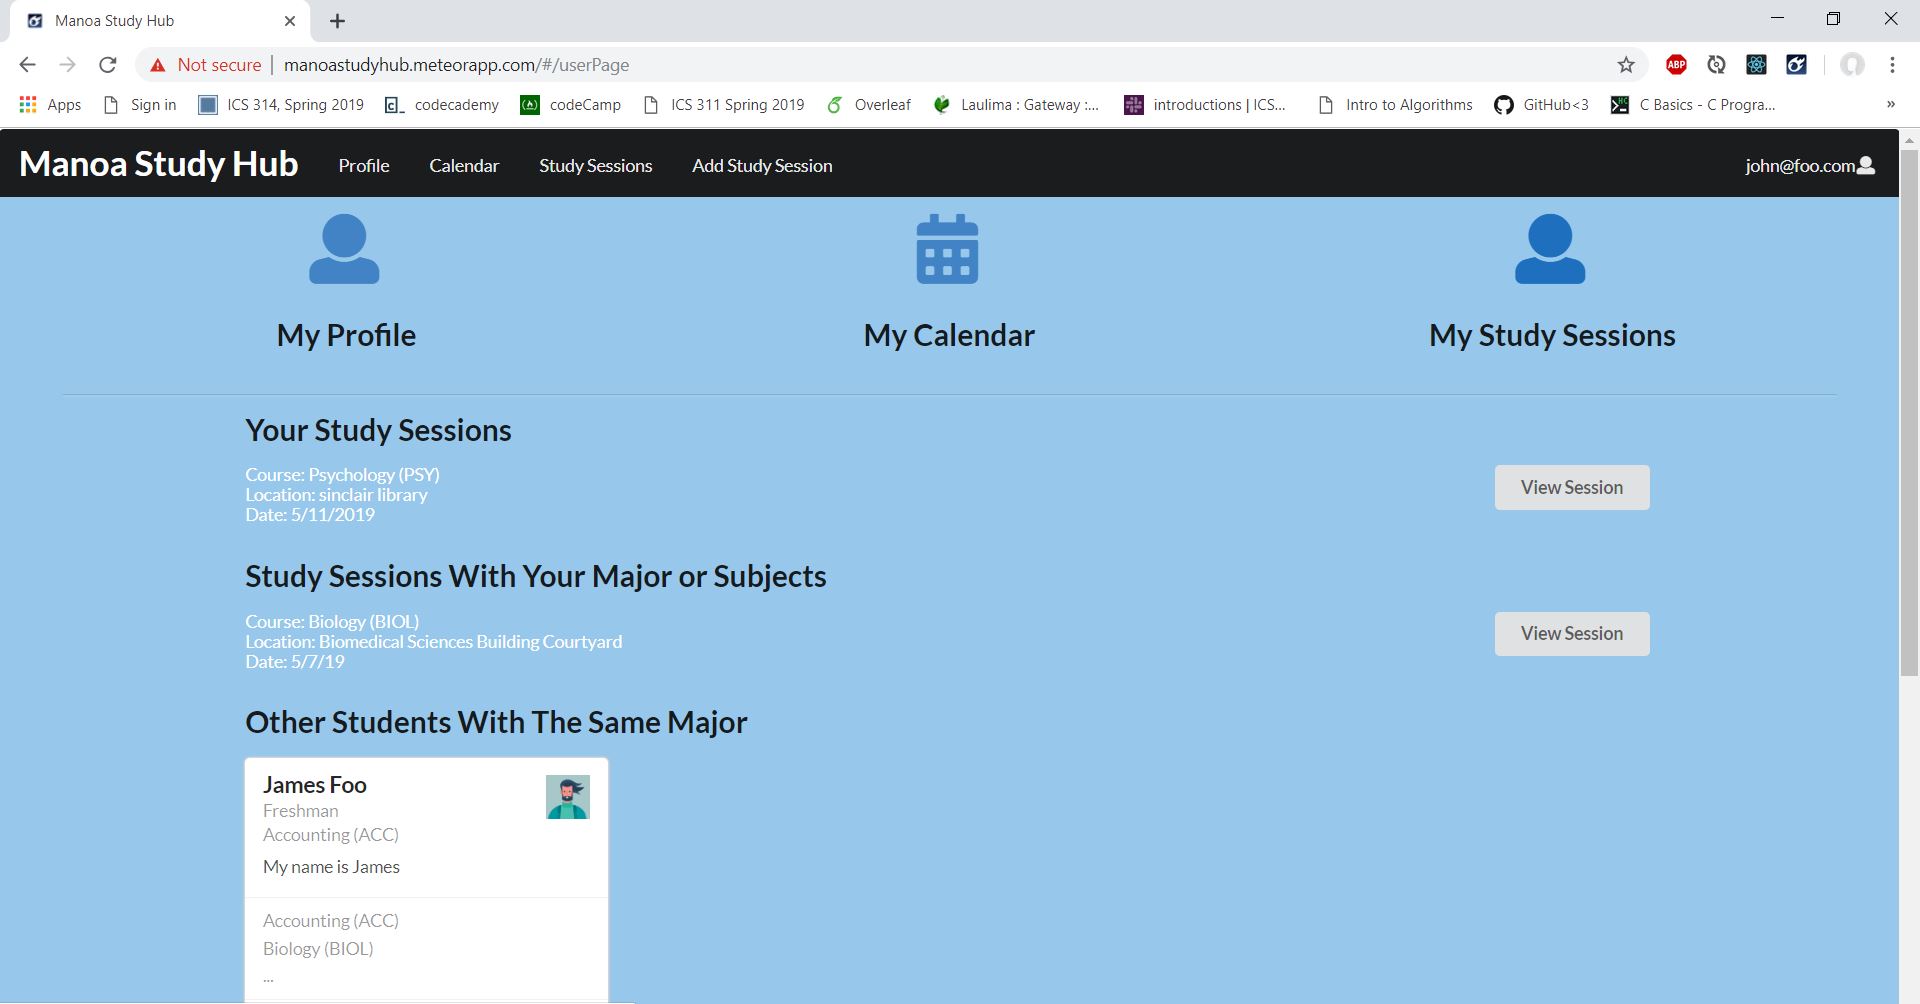 Manoa Study Hub
Not secure | manoastudyhub.meteorapp.com/#/userPage
ABP
Apps Sign in ICS 314, Spring 2019 codecademy codeCamp ICS 311 Spring 2019 Overleaf Laulima : Gateway :... introductions | ICS... Intro to Algorithms GitHub<3 C Basics - C Progra... »
Manoa Study Hub Profile Calendar Study Sessions Add Study Session john@foo.com
My Profile My Calendar My Study Sessions
Your Study Sessions
Course: Psychology (PSY)
Location: sinclair library
Date: 5/11/2019
View Session
Study Sessions With Your Major or Subjects
Course: Biology (BIOL)
Location: Biomedical Sciences Building Courtyard
Date: 5/7/19
View Session
Other Students With The Same Major
James Foo
Freshman
Accounting (ACC)
My name is James
Accounting (ACC)
Biology (BIOL)
...